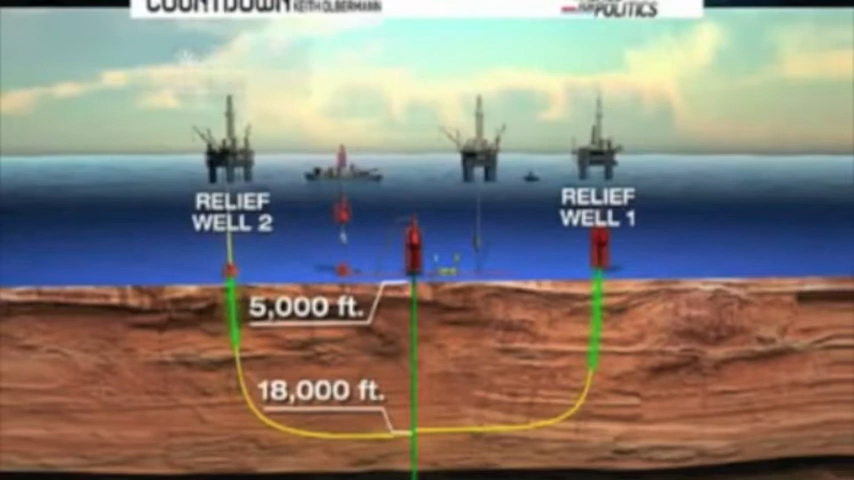 COUNTDOWN
KEITH OLBERMANN
POLITICS
RELIEF
WELL 2
RELIEF
WELL 1
5,000 ft.
18,000 ft.